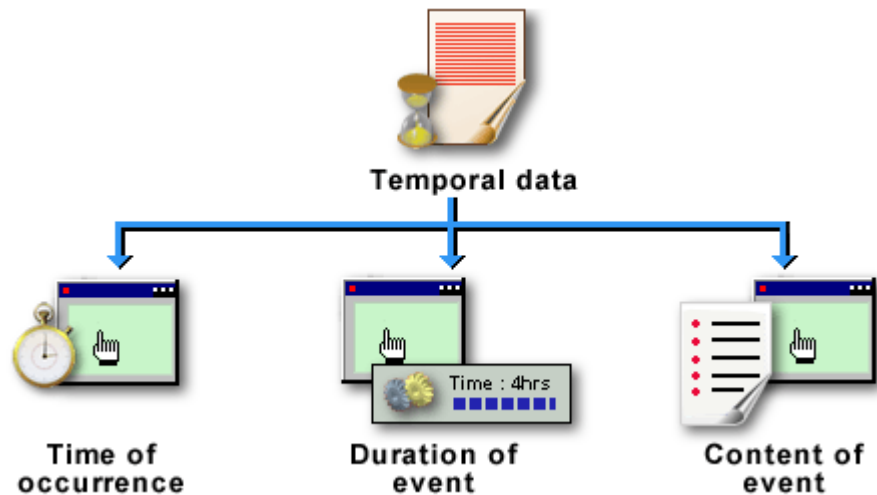 Temporal data
Time : 4hrs
Time of
occurrence
Duration of
event
Content of
event